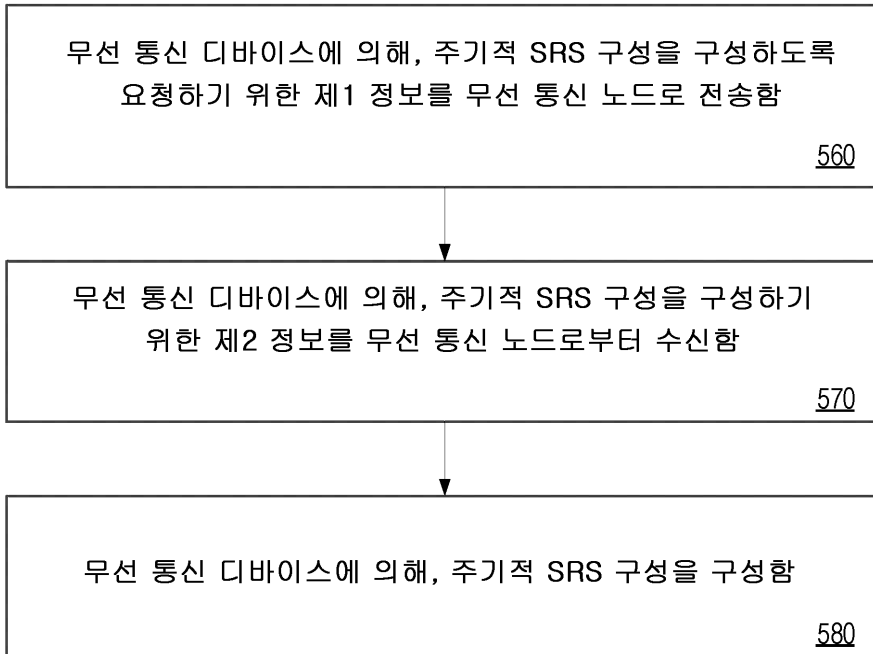 무선 통신 디바이스에 의해, 주기적 SRS 구성을 구성하도록
요청하기 위한 제1 정보를 무선 통신 노드로 전송함
560
무선 통신 디바이스에 의해, 주기적 SRS 구성을 구성하기
위한 제2 정보를 무선 통신 노드로부터 수신함
570
무선 통신 디바이스에 의해, 주기적 SRS 구성을 구성함
580